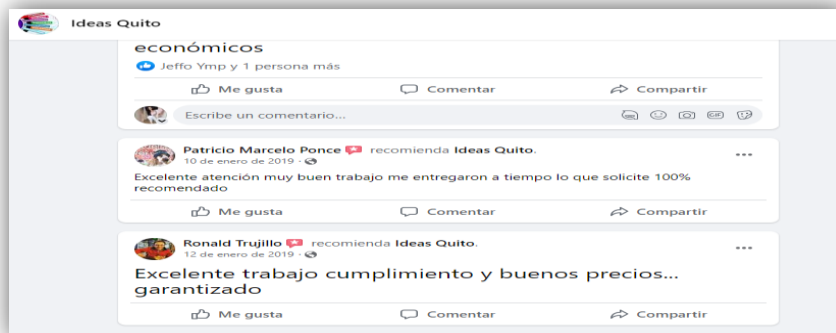 Ideas Quito
económicos
Jeffo Ymp y 1 persona más
Me gusta Comentar Compartir
Escribe un comentario...
GIF
Patricio Marcelo Ponce recomienda Ideas Quito.
10 de enero de 2019 ·
Excelente atención muy buen trabajo me entregaron a tiempo lo que solicite 100%
recomendado
Me gusta Comentar Compartir
Ronald Trujillo recomienda Ideas Quito.
12 de enero de 2019 ·
Excelente trabajo cumplimiento y buenos precios...
garantizado
Me gusta Comentar Compartir